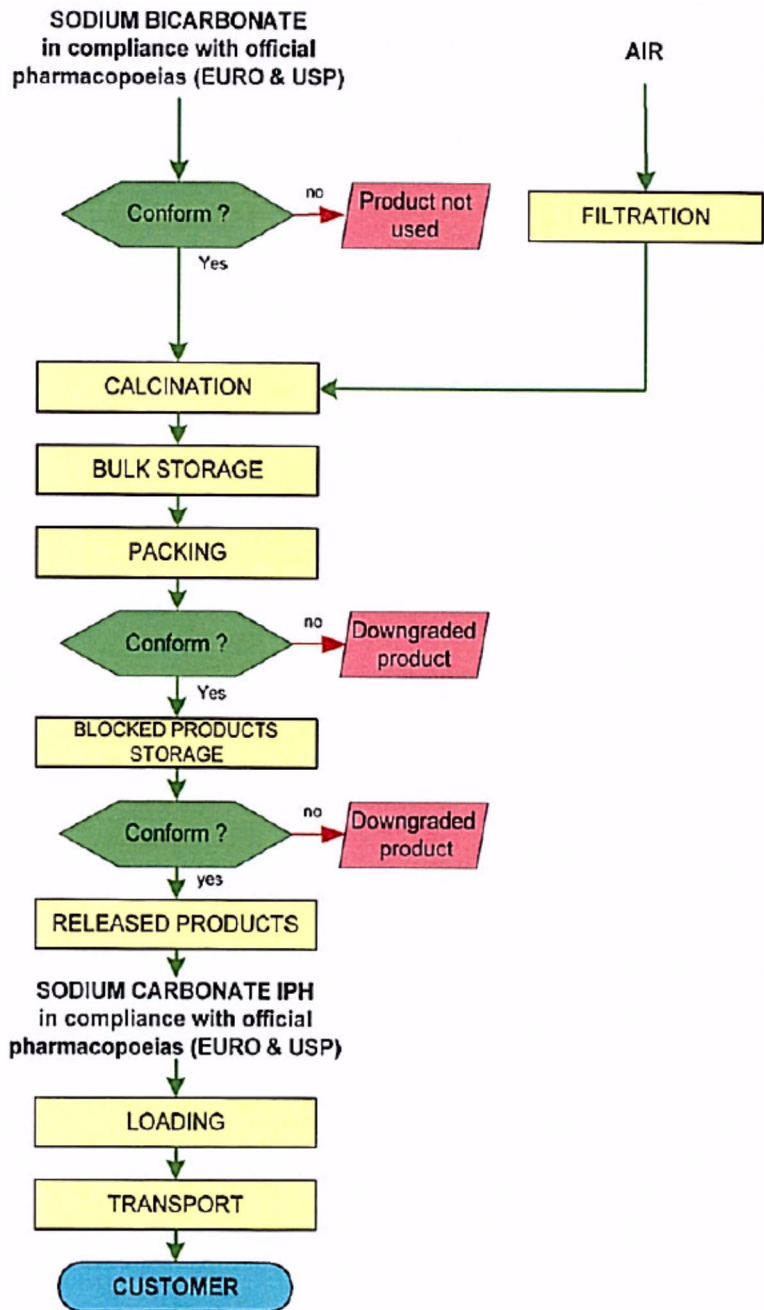 SODIUM BICARBONATE
in compliance with official
pharmacopoeias (EURO & USP)
AIR
Conform ?
no
Product not
used
FILTRATION
Yes
CALCINATION
BULK STORAGE
PACKING
Conform ?
no
Downgraded
product
Yes
BLOCKED PRODUCTS
STORAGE
Conform ?
no
Downgraded
product
yes
RELEASED PRODUCTS
SODIUM CARBONATE IPH
in compliance with official
pharmacopoeias (EURO & USP)
LOADING
TRANSPORT
CUSTOMER